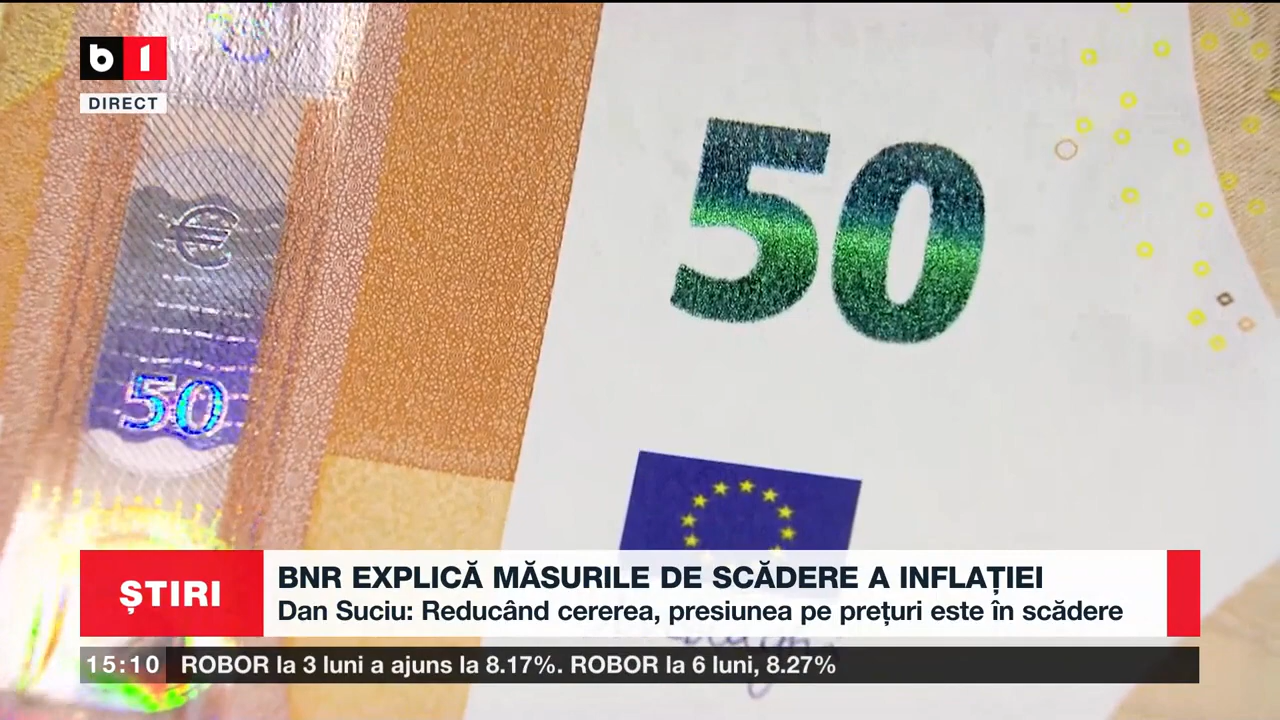 b1
DIRECT
50
€
50
ȘTIRI
BNR EXPLICĂ MĂSURILE DE SCĂDERE A INFLAȚIEI
Dan Suciu: Reducând cererea, presiunea pe prețuri este în scădere
15:10
ROBOR la 3 luni a ajuns la 8.17%. ROBOR la 6 luni, 8.27%